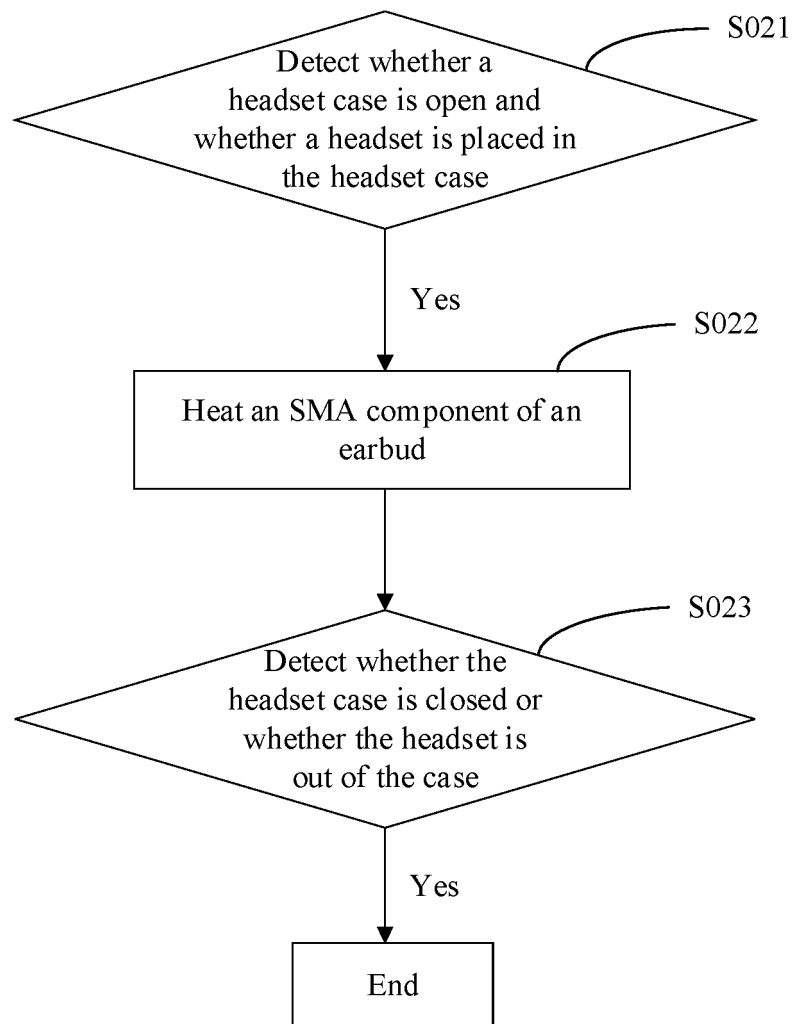 S021
Detect whether a
headset case is open and
whether a headset is placed in
the headset case
Yes
S022
Heat an SMA component of an
earbud
S023
Detect whether the
headset case is closed or
whether the headset is
out of the case
Yes
End